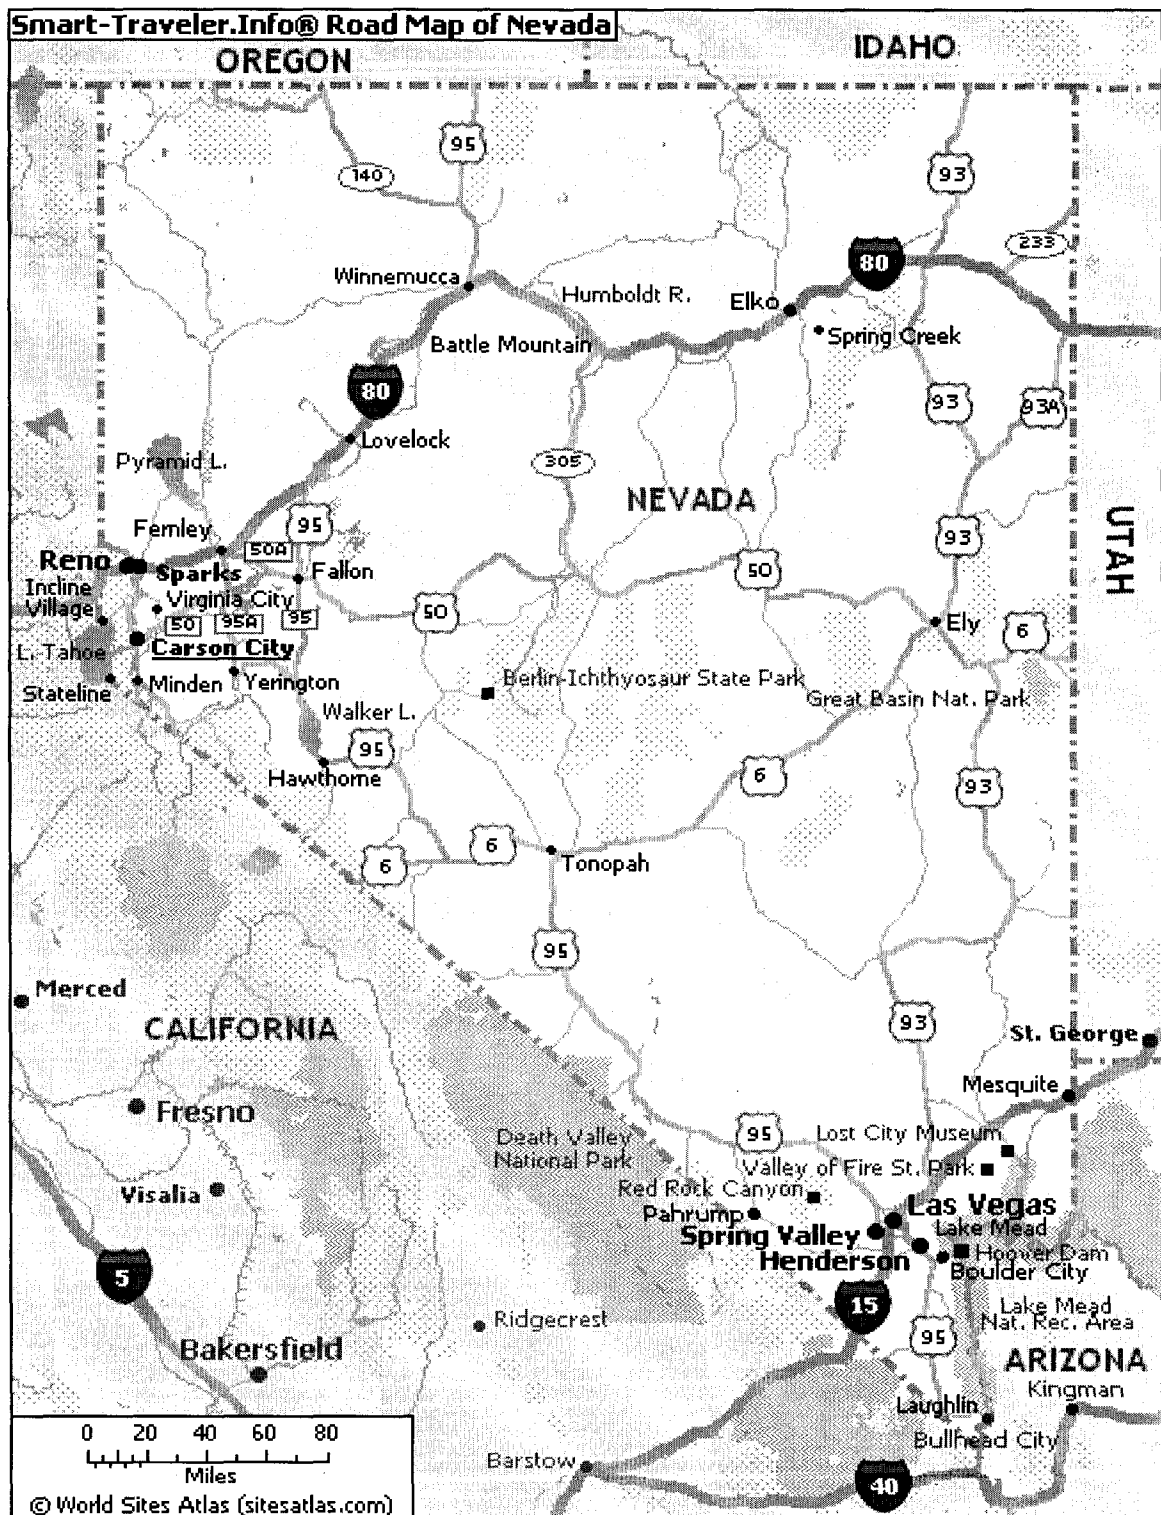 Smart-Traveler.Info® Road Map of Nevada
OREGON
IDAHO
95
140
93
233
80
Winnemucca
Humboldt R.
Elko
Battle Mountain
Spring Creek
80
93
93A
Lovelock
Pyramid L.
305
NEVADA
UTAH
Fernley
95
93
50A
Reno
Sparks
Fallon
50
Incline
Village
Virginia City
50
95A
95
50
Ely
6
L. Tahoe
Carson City
Stateline
Minden
Yerington
Berlin-Ichthyosaur State Park
Great Basin Nat. Park
Walker L.
95
Hawthorne
6
93
6
6
Tonopah
95
Merced
CALIFORNIA
93
St. George
Mesquite
Fresno
Death Valley
National Park
95
Lost City Museum
Valley of Fire St. Park
Visalia
Red Rock Canyon
Pahrump
Las Vegas
Spring Valley
Lake Mead
Henderson
Hoover Dam
Boulder City
5
15
Lake Mead
Nat. Rec. Area
Ridgecrest
95
Bakersfield
ARIZONA
Kingman
Laughlin
Bullhead City
0 20 40 60 80
Miles
Barstow
40
© World Sites Atlas (sitesatlas.com)